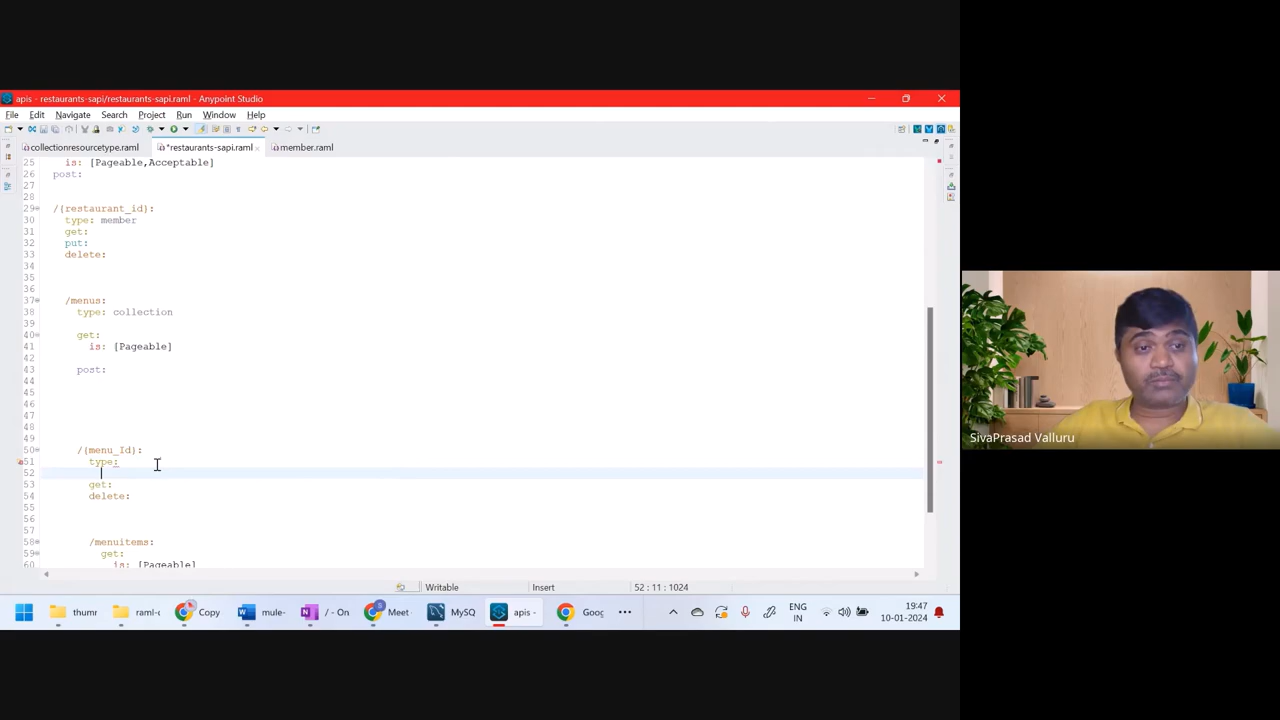 apis - restaurants-sapi/restaurants-sapi.raml - Anypoint Studio
File Edit Navigate Search Project Run Window Help
collectionresourcetype.raml *restaurants-sapi.raml member.raml
25 is: [Pageable,Acceptable]
26 post:
27
28
29 /{restaurant_id}:
30 type: member
31 get:
32 put:
33 delete:
34
35
36
37 /menus:
38 type: collection
39
40 get:
41 is: [Pageable]
42
43 post:
44
45
46
47
48
49
50 /{menu_Id}:
51 type:
52
53 get:
54 delete:
55
56
57
58 /menuitems:
59 get:
60 is: [Pageable]
SivaPrasad Valluru
Writable Insert 52 : 11 : 1024
thumr raml-c Copy mule- / - On Meet MySQ apis - Goog
ENG
IN
19:47
10-01-2024